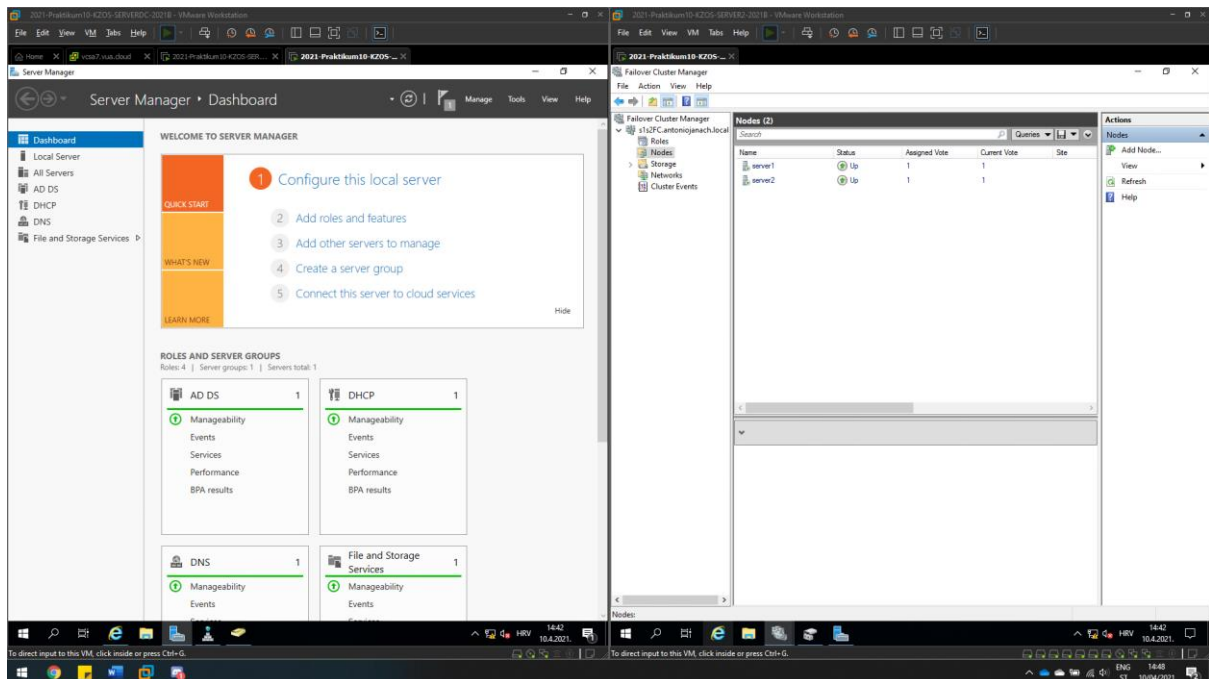 2021-Praktikum10-KZOS-SERVERDC-2021B - VMware Workstation
File Edit View VM Tabs Help
Home
vcsa7.vua.cloud
2021-Praktikum10-KZOS-SER...
2021-Praktikum10-KZOS-...
Server Manager
Server Manager • Dashboard
1
Manage Tools View Help
Dashboard
Local Server
All Servers
AD DS
DHCP
DNS
File and Storage Services
WELCOME TO SERVER MANAGER
QUICK START
WHAT'S NEW
LEARN MORE
1 Configure this local server
2 Add roles and features
3 Add other servers to manage
4 Create a server group
5 Connect this server to cloud services
Hide
ROLES AND SERVER GROUPS
Roles: 4 | Server groups: 1 | Servers total: 1
AD DS 1
Manageability
Events
Services
Performance
BPA results
DHCP 1
Manageability
Events
Services
Performance
BPA results
DNS 1
Manageability
Events
File and Storage
Services 1
Manageability
Events
HRV
14:42
10.4.2021.
To direct input to this VM, click inside or press Ctrl+G.
2021-Praktikum10-KZOS-SERVER2-2021B - VMware Workstation
File Edit View VM Tabs Help
2021-Praktikum10-KZOS-...
Failover Cluster Manager
File Action View Help
Failover Cluster Manager
s1s2FC.antoniojanach.local
Roles
Nodes
Storage
Networks
Cluster Events
Nodes (2)
Search
Queries
Name Status Assigned Vote Current Vote Site
server1 Up 1 1
server2 Up 1 1
Actions
Nodes
Add Node...
View
Refresh
Help
Nodes:
HRV
14:42
10.4.2021.
To direct input to this VM, click inside or press Ctrl+G.
ENG 14:48
10/04/2021